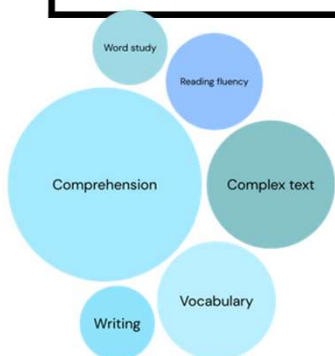 Word study
Reading fluency
Comprehension
Complex text
Vocabulary
Writing